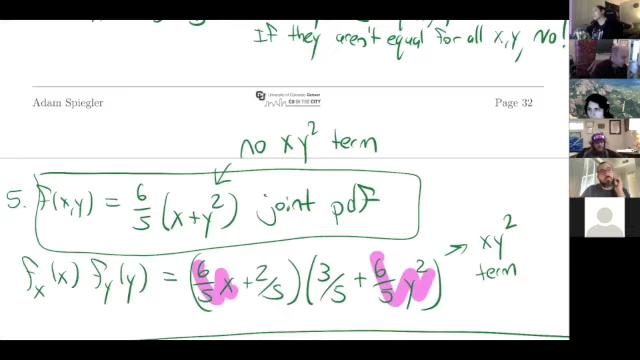 If they aren't equal for all x,y, No!
Adam Spiegler
University of Colorado Denver
CU IN THE CITY
Page 32
no xy² term
5. f(x,y) = 6/5 (x+y²) joint pdf
f_X(x) f_Y(y) = (6/5 x + 2/5)(3/5 + 6/5 y²) → xy² term